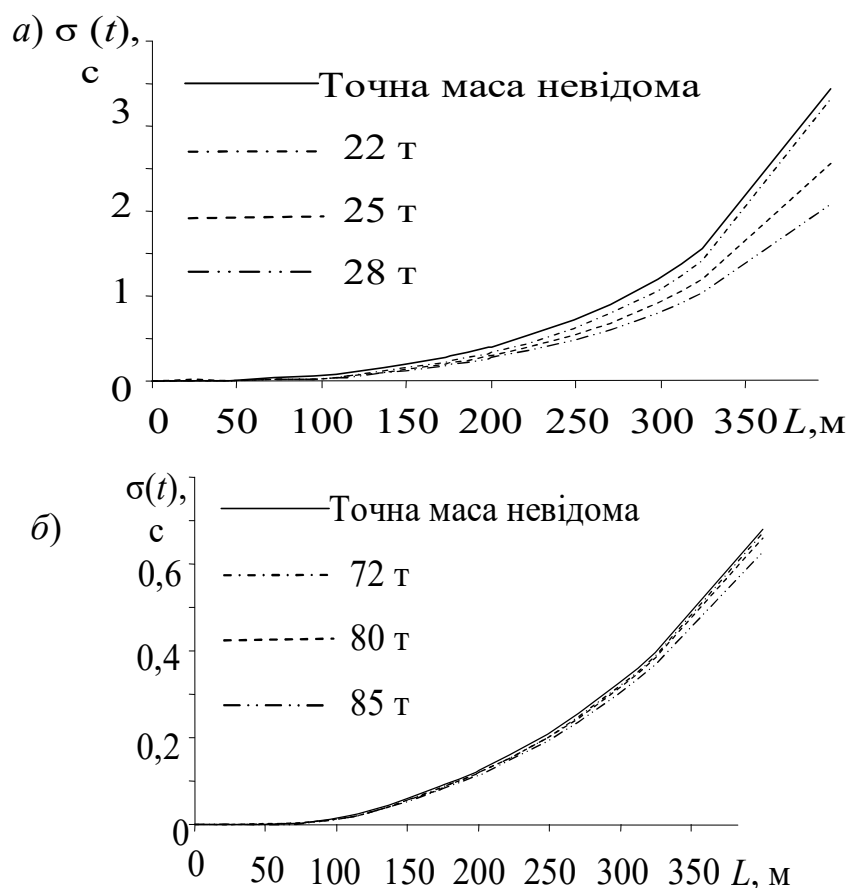 а) σ (t),
с
Точна маса невідома
3
22 т
2
25 т
28 т
1
0
0 50 100 150 200 250 300 350 L,м
σ(t),
Точна маса невідома
б) с
0,6
72 т
80 т
0,4
85 т
0,2
0
0 50 100 150 200 250 300 350 L, м